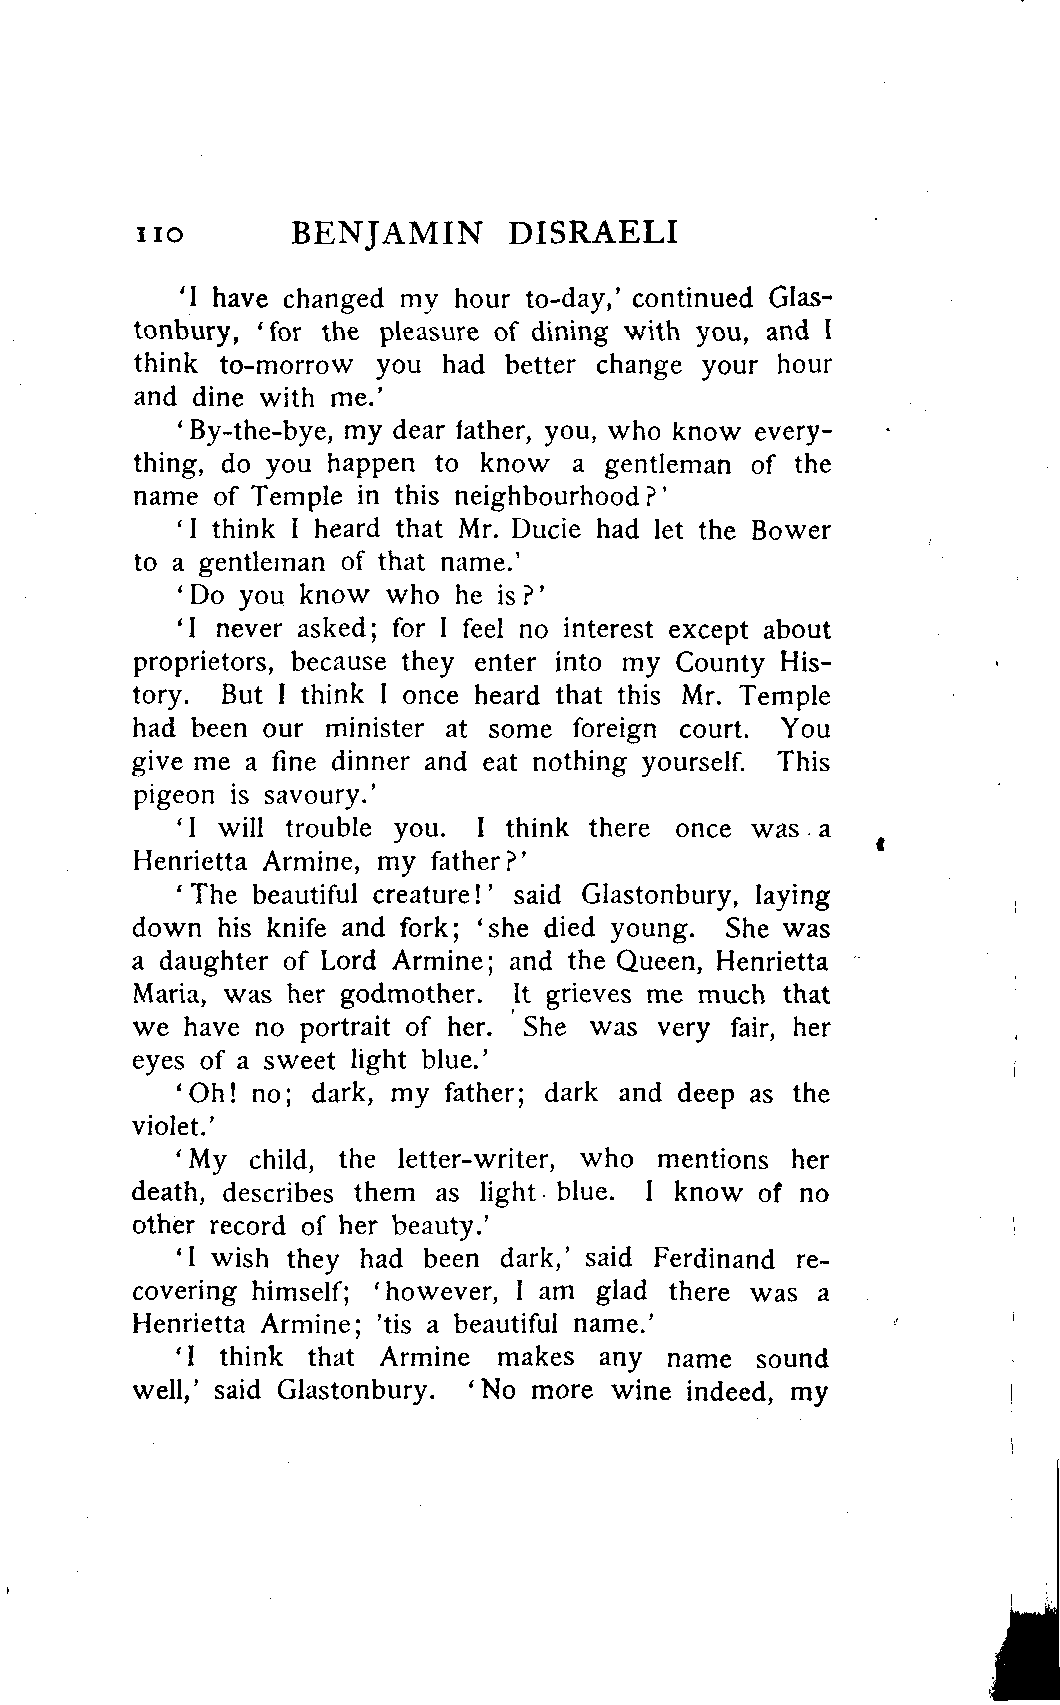 110 BENJAMIN DISRAELI
'I have changed my hour to-day,' continued Glas-
tonbury, 'for the pleasure of dining with you, and I
think to-morrow you had better change your hour
and dine with me.'
'By-the-bye, my dear father, you, who know every-
thing, do you happen to know a gentleman of the
name of Temple in this neighbourhood?'
'I think I heard that Mr. Ducie had let the Bower
to a gentleman of that name.'
'Do you know who he is?'
'I never asked; for I feel no interest except about
proprietors, because they enter into my County His-
tory. But I think I once heard that this Mr. Temple
had been our minister at some foreign court. You
give me a fine dinner and eat nothing yourself. This
pigeon is savoury.'
'I will trouble you. I think there once was a
Henrietta Armine, my father?'
'The beautiful creature!' said Glastonbury, laying
down his knife and fork; 'she died young. She was
a daughter of Lord Armine; and the Queen, Henrietta
Maria, was her godmother. It grieves me much that
we have no portrait of her. She was very fair, her
eyes of a sweet light blue.'
'Oh! no; dark, my father; dark and deep as the
violet.'
'My child, the letter-writer, who mentions her
death, describes them as light blue. I know of no
other record of her beauty.'
'I wish they had been dark,' said Ferdinand re-
covering himself; 'however, I am glad there was a
Henrietta Armine; 'tis a beautiful name.'
'I think that Armine makes any name sound
well,' said Glastonbury. 'No more wine indeed, my